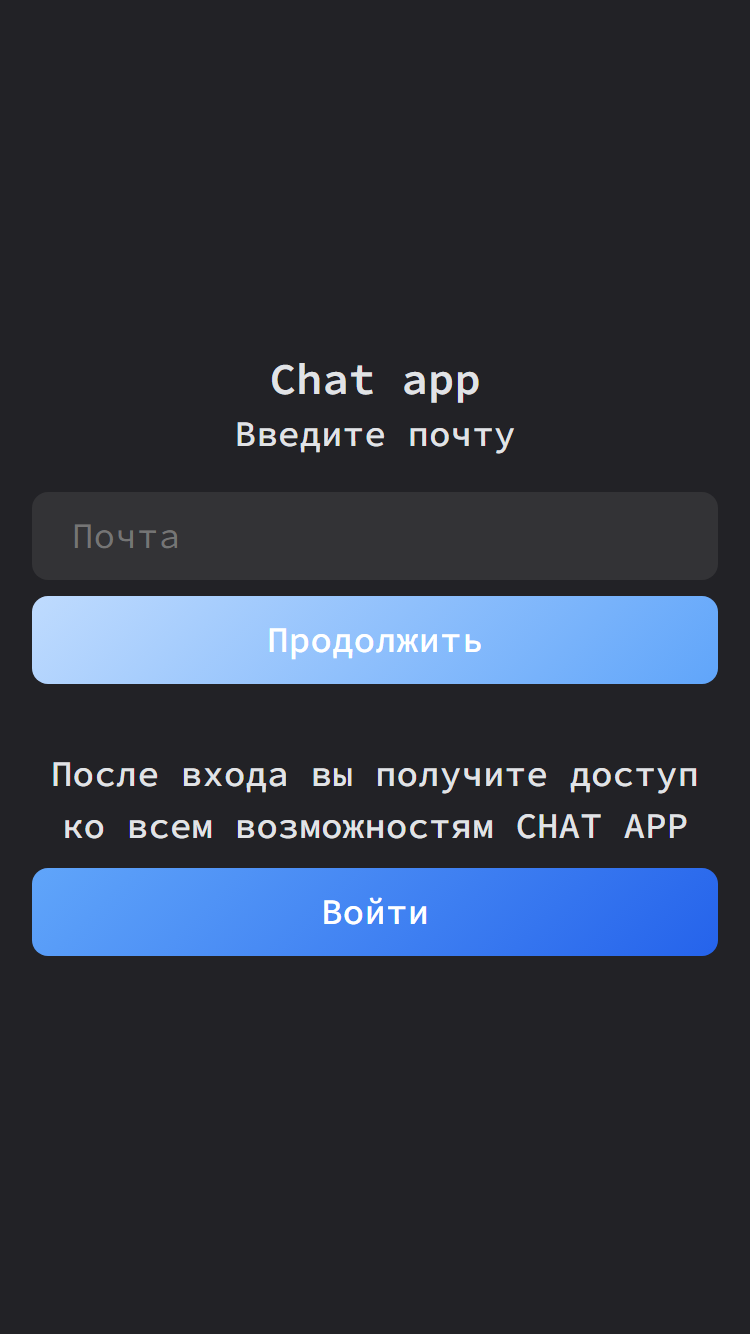 Chat app
Введите почту
Почта
Продолжить
После входа вы получите доступ
ко всем возможностям CHAT APP
Войти